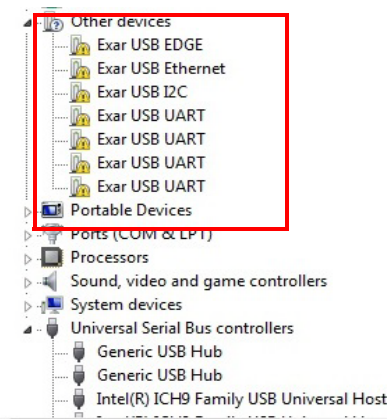 Other devices
Exar USB EDGE
Exar USB Ethernet
Exar USB I2C
Exar USB UART
Exar USB UART
Exar USB UART
Exar USB UART
Portable Devices
Ports (COM & LPT)
Processors
Sound, video and game controllers
System devices
Universal Serial Bus controllers
Generic USB Hub
Generic USB Hub
Intel(R) ICH9 Family USB Universal Host